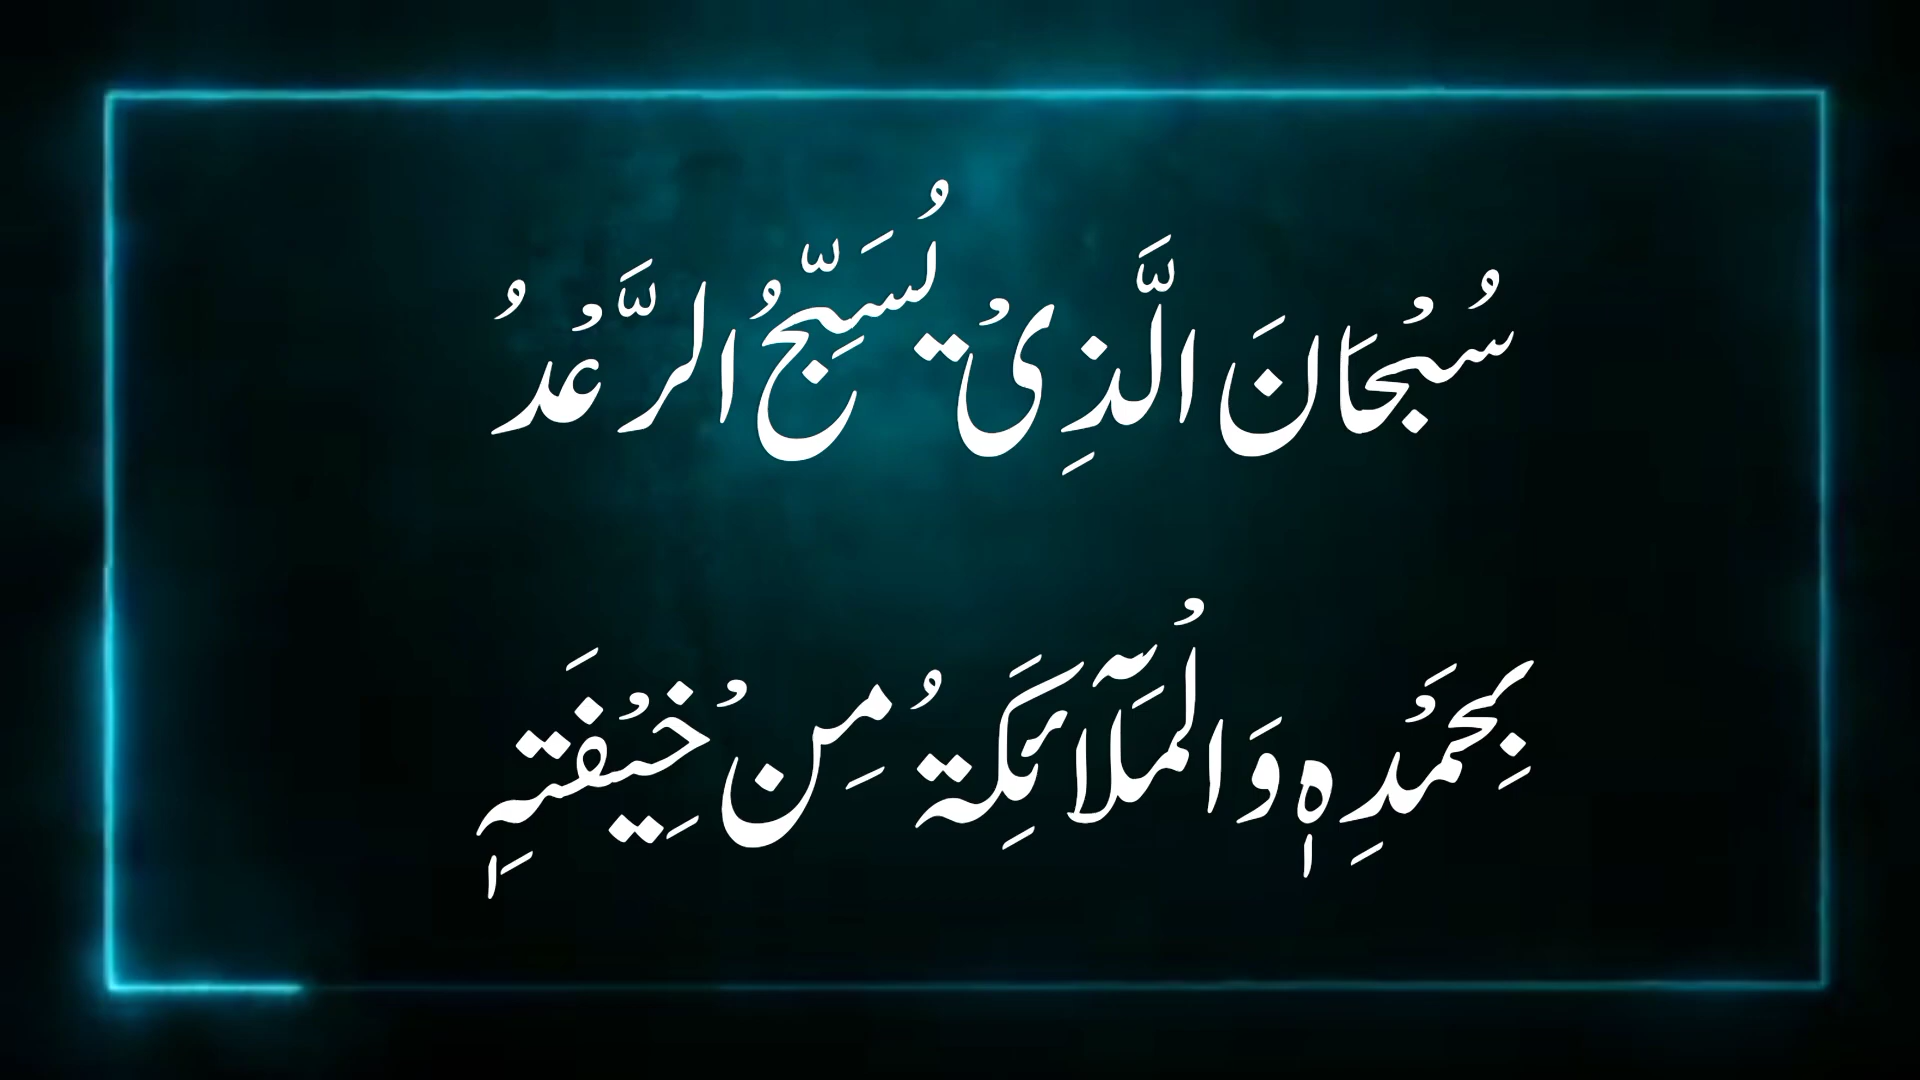 سُبْحَانَ الَّذِیْ یُسَبِّحُ الرَّعْدُ
بِحَمْدِہٖ وَالْمَلَآئِکَۃُ مِنْ خِیْفَتِہٖ